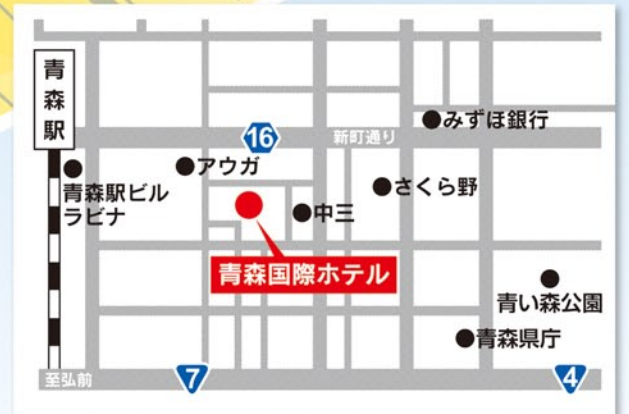 青森駅
16
新町通り
●みずほ銀行
●アウガ
青森駅ビル
ラビナ
●さくら野
●中三
青森国際ホテル
青い森公園
●青森県庁
至弘前
7
4